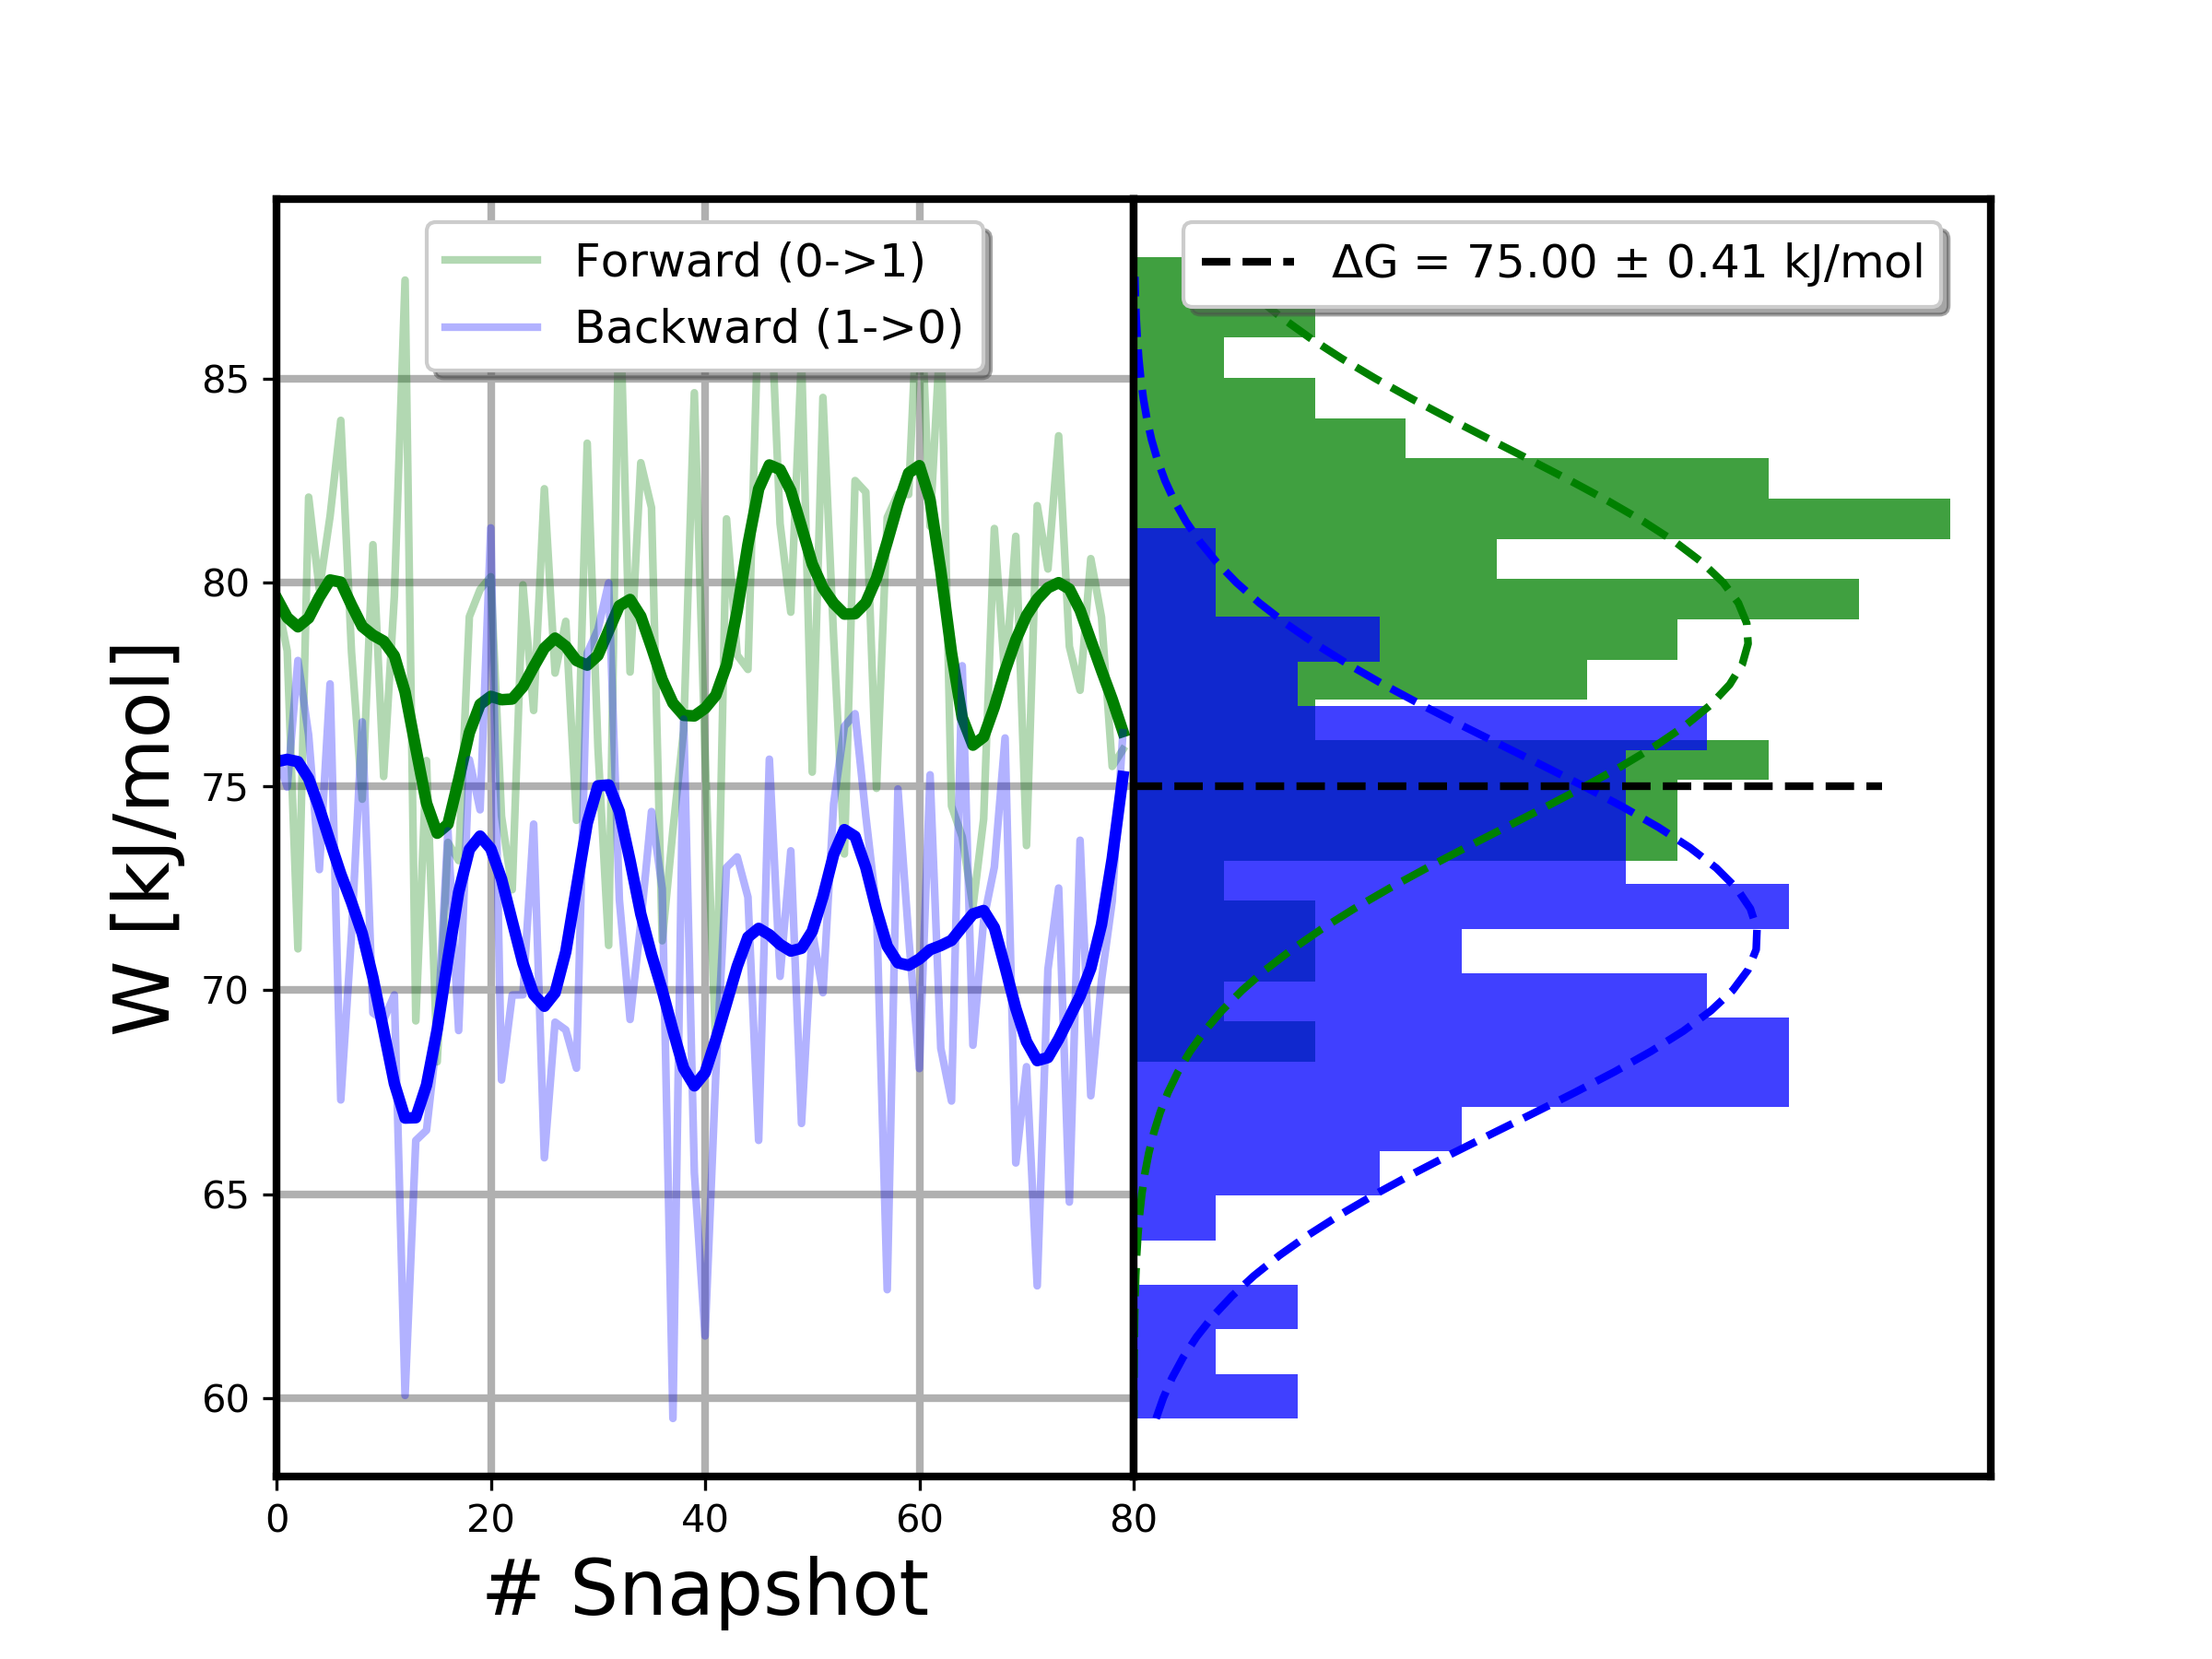 Forward (0->1)
Backward (1->0)
ΔG = 75.00 ± 0.41 kJ/mol
85
80
75
70
65
60
W [kJ/mol]
0 20 40 60 80
# Snapshot